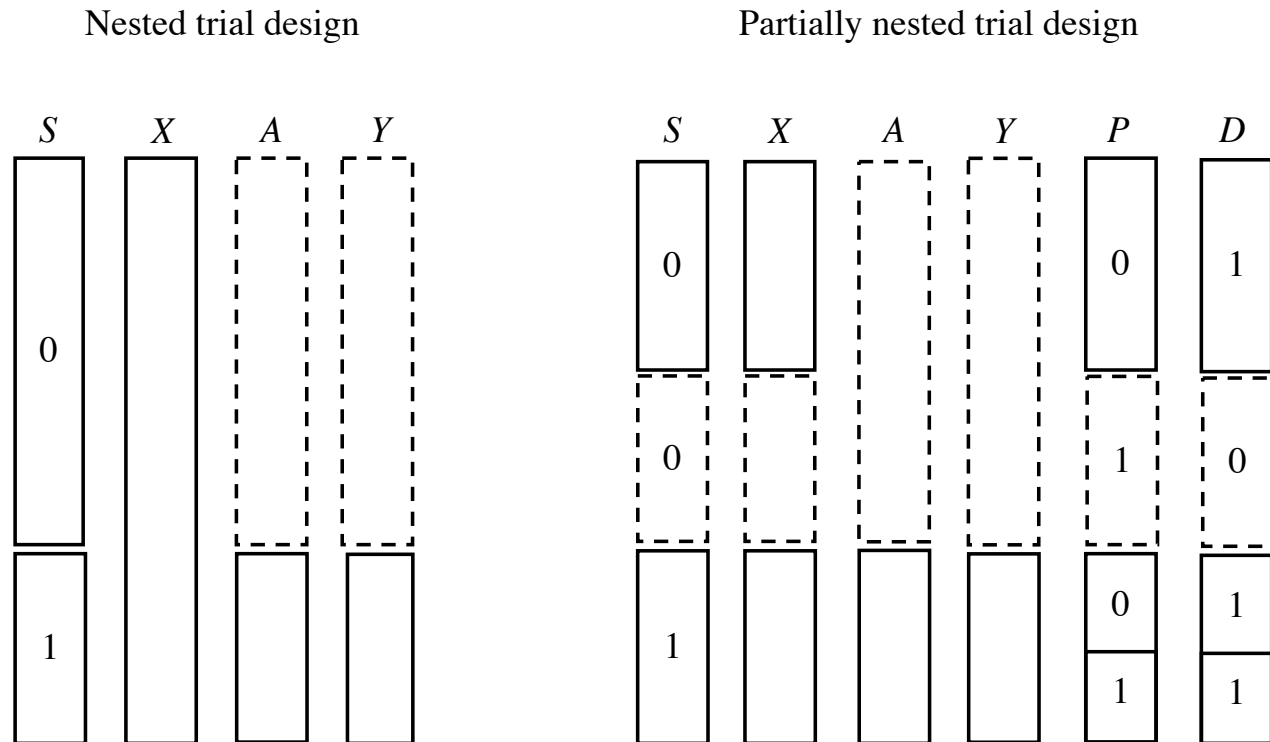 Nested trial design
Partially nested trial design
S X A Y
S X A Y P D
0
1
0 0 1
0 1 0
1 0 1
1 1